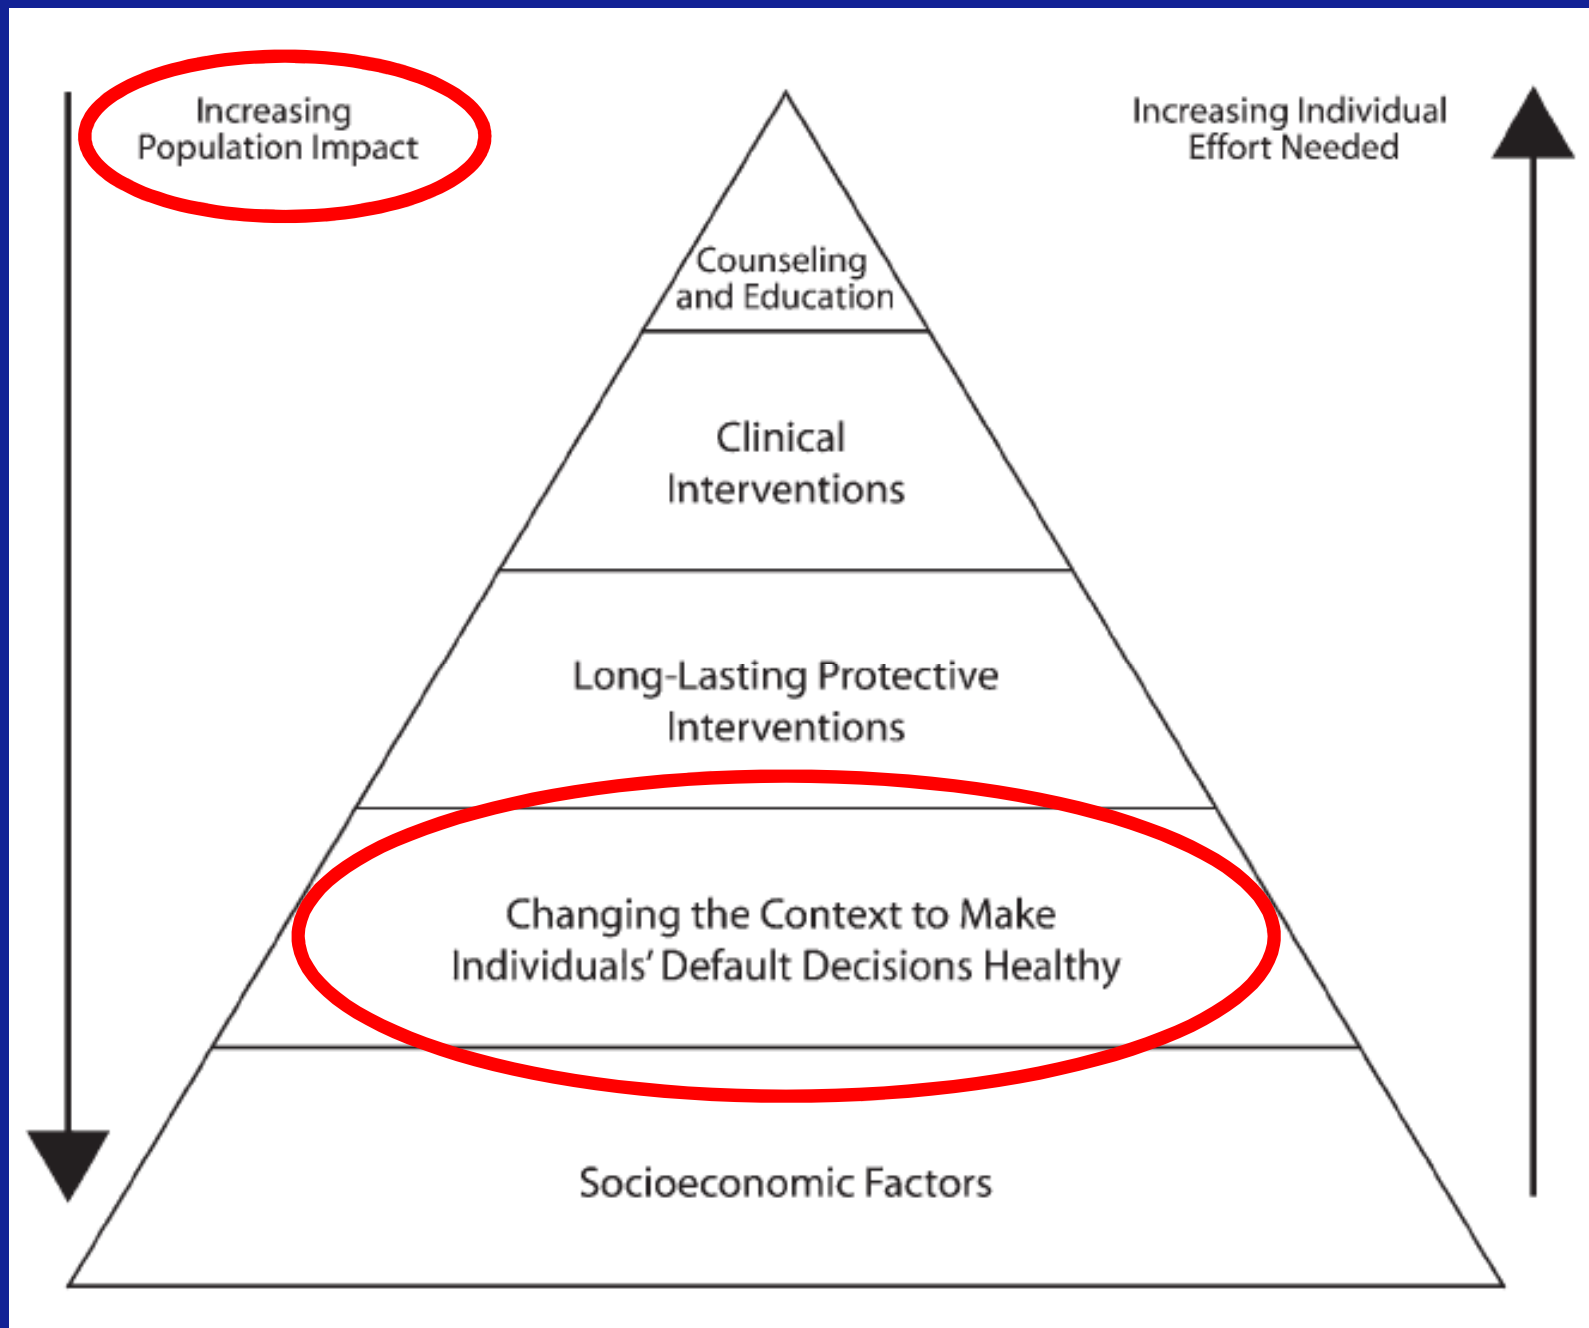 Increasing
Population Impact
Increasing Individual
Effort Needed
Counseling
and Education
Clinical
Interventions
Long-Lasting Protective
Interventions
Changing the Context to Make
Individuals’ Default Decisions Healthy
Socioeconomic Factors